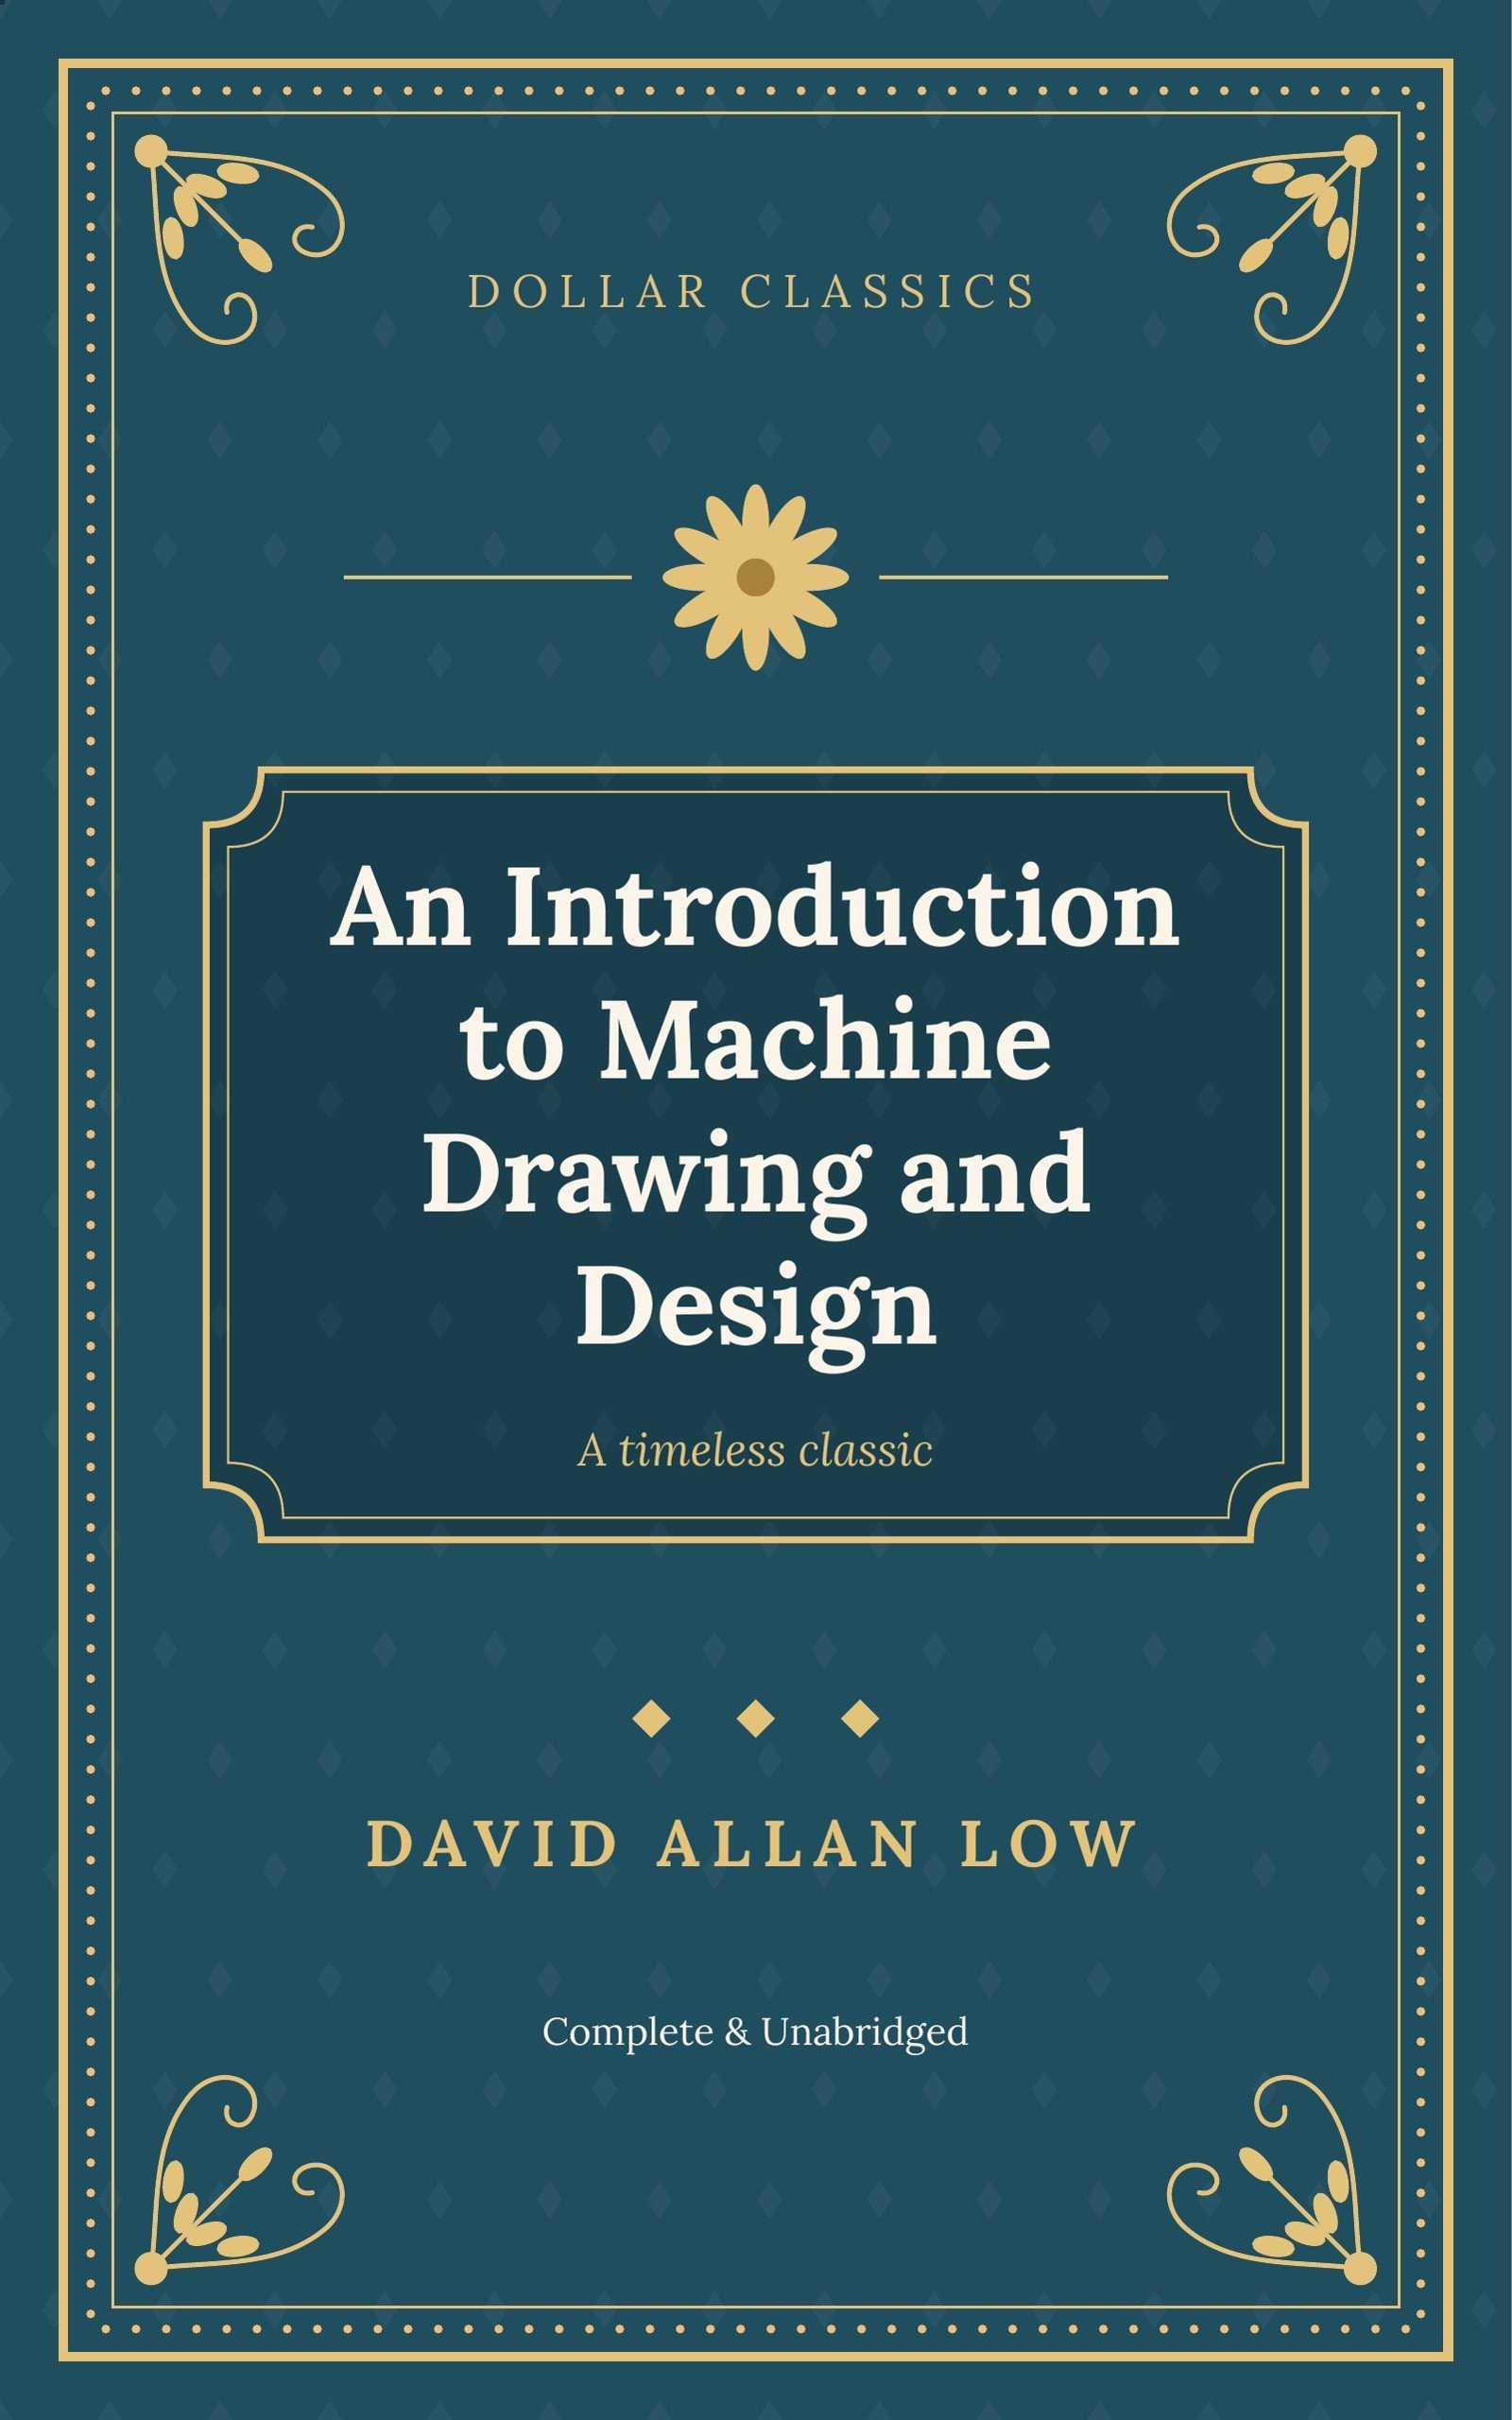 DOLLAR CLASSICS
An Introduction
to Machine
Drawing and
Design
A timeless classic
DAVID ALLAN LOW
Complete & Unabridged